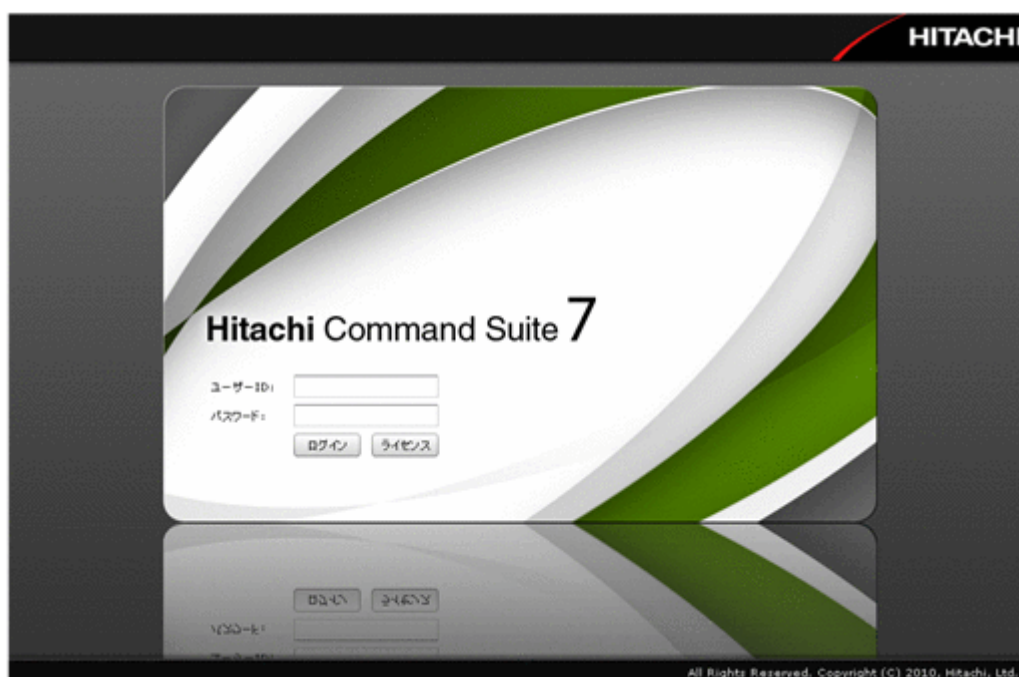 HITACHI
Hitachi Command Suite 7
ユーザーID:
パスワード:
ログイン ライセンス
All Rights Reserved. Copyright (C) 2010, Hitachi, Ltd.